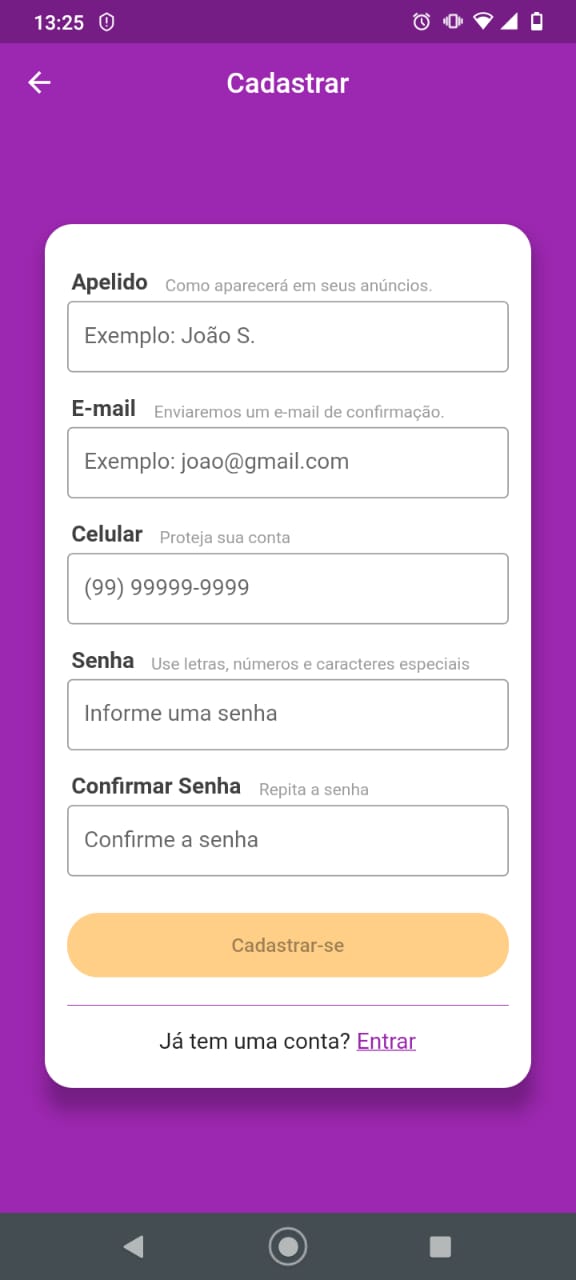 13:25
Cadastrar
Apelido Como aparecerá em seus anúncios.
Exemplo: João S.
E-mail Enviaremos um e-mail de confirmação.
Exemplo: joao@gmail.com
Celular Proteja sua conta
(99) 99999-9999
Senha Use letras, números e caracteres especiais
Informe uma senha
Confirmar Senha Repita a senha
Confirme a senha
Cadastrar-se
Já tem uma conta? Entrar